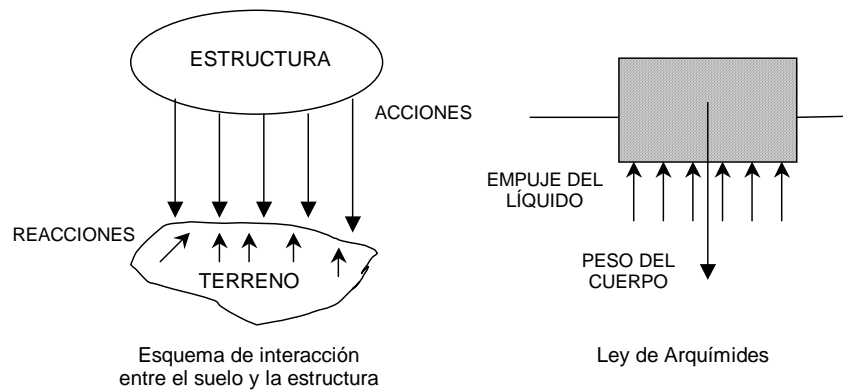 ESTRUCTURA
ACCIONES
REACCIONES
TERRENO
Esquema de interacción
entre el suelo y la estructura
EMPUJE DEL
LÍQUIDO
PESO DEL
CUERPO
Ley de Arquímides